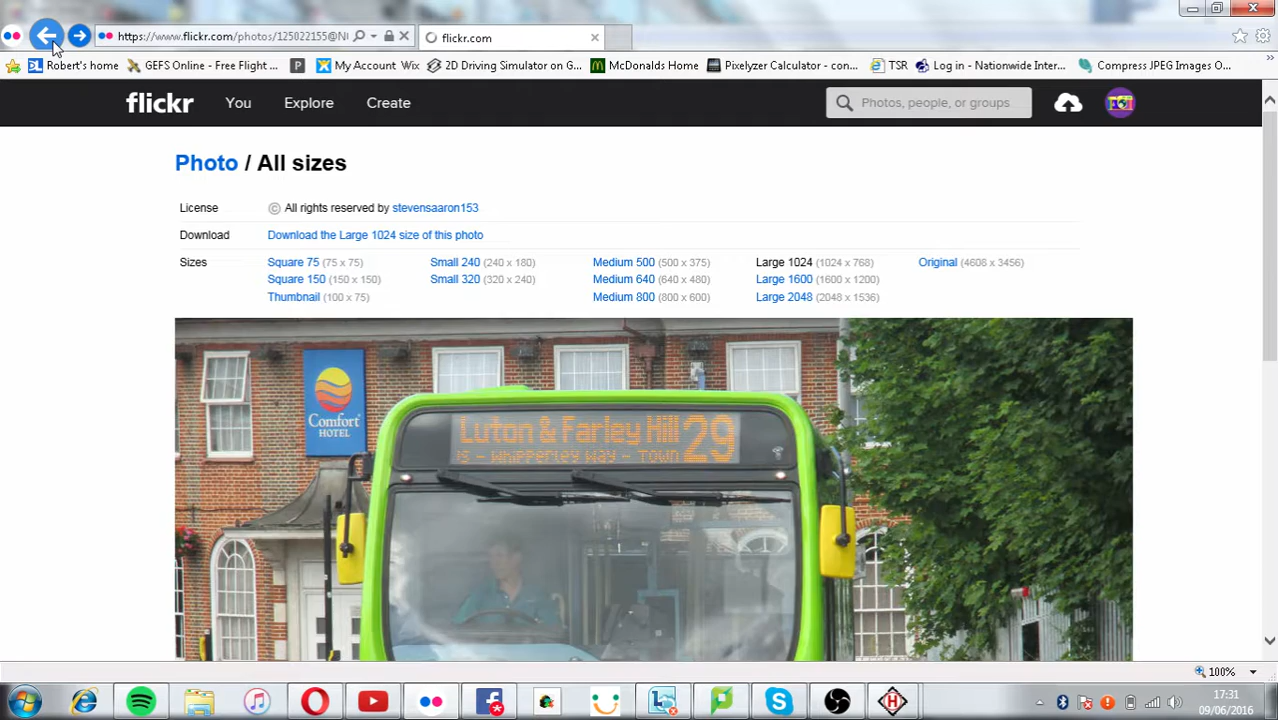 https://www.flickr.com/photos/125022155@N
flickr.com
Robert's home
GEFS Online - Free Flight ...
P
My Account Wix
2D Driving Simulator on G...
McDonalds Home
Pixelyzer Calculator - con...
TSR
Log in - Nationwide Inter...
Compress JPEG Images O...
flickr
You
Explore
Create
Photos, people, or groups
Photo / All sizes
License
© All rights reserved by stevensaaron153
Download
Download the Large 1024 size of this photo
Sizes
Square 75 (75 x 75)
Small 240 (240 x 180)
Medium 500 (500 x 375)
Large 1024 (1024 x 768)
Original (4608 x 3456)
Square 150 (150 x 150)
Small 320 (320 x 240)
Medium 640 (640 x 480)
Large 1600 (1600 x 1200)
Thumbnail (100 x 75)
Medium 800 (800 x 600)
Large 2048 (2048 x 1536)
Comfort
HOTEL
Luton & Farley Hill 29
S - Whipperley Way - Town
100%
17:31
09/06/2016